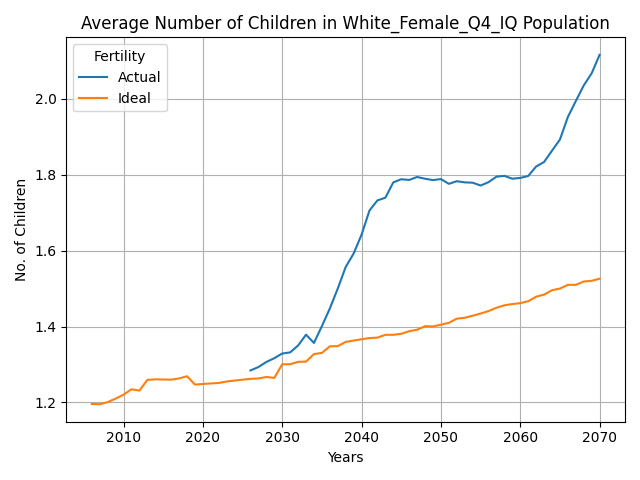 Average Number of Children in White_Female_Q4_IQ Population
Fertility
Actual
Ideal
No. of Children
2.0
1.8
1.6
1.4
1.2
2010 2020 2030 2040 2050 2060 2070
Years